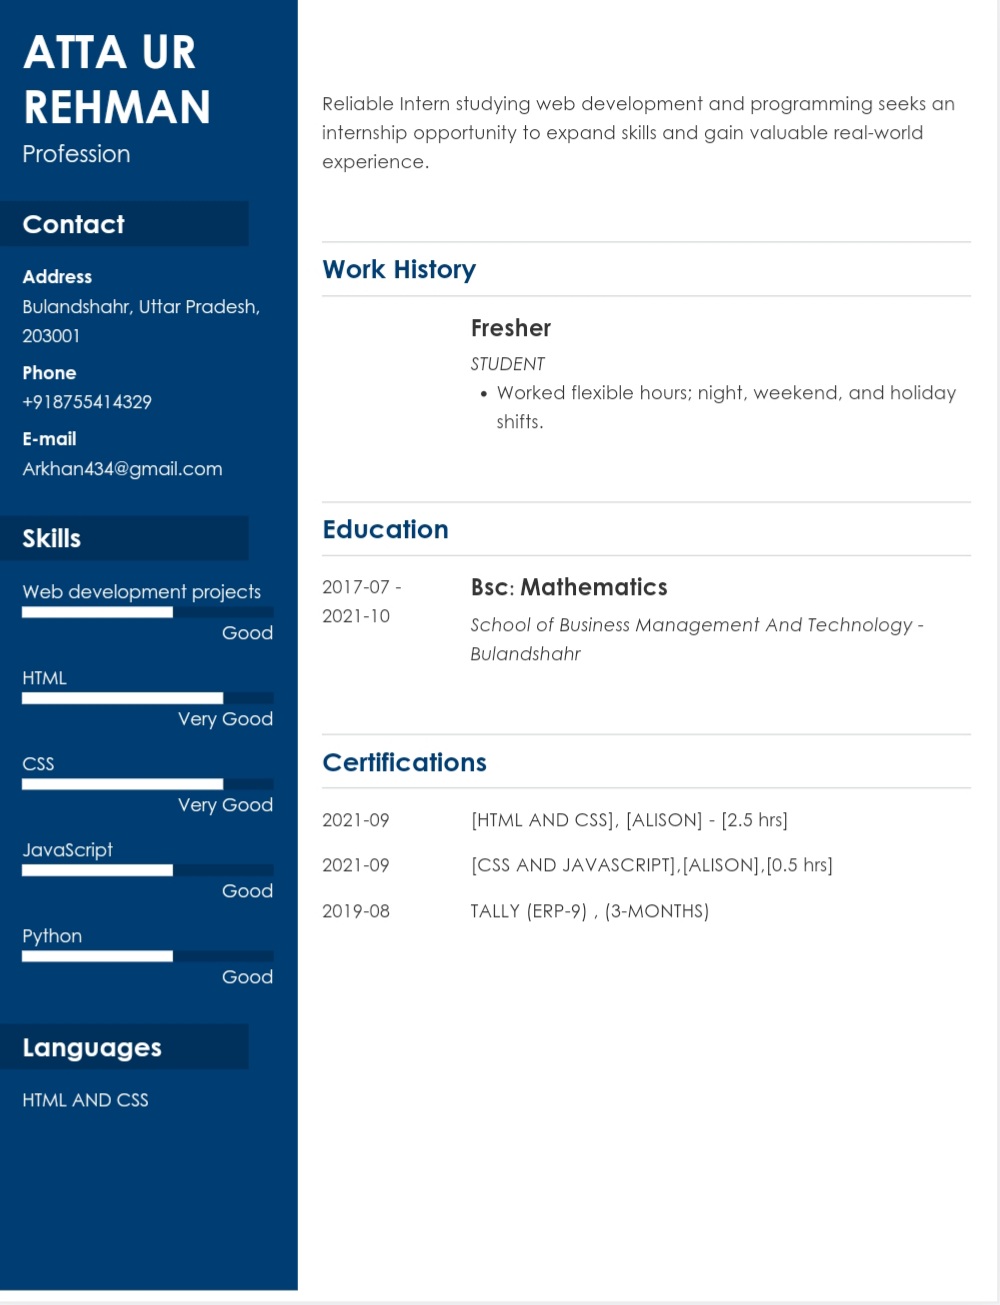 ATTA UR
REHMAN
Profession
Contact
Address
Bulandshahr, Uttar Pradesh,
203001
Phone
+918755414329
E-mail
Arkhan434@gmail.com
Skills
Web development projects
Good
HTML
Very Good
CSS
Very Good
JavaScript
Good
Python
Good
Languages
HTML AND CSS
Reliable Intern studying web development and programming seeks an
internship opportunity to expand skills and gain valuable real-world
experience.
Work History
Fresher
STUDENT
• Worked flexible hours; night, weekend, and holiday
shifts.
Education
2017-07 -
2021-10
Bsc: Mathematics
School of Business Management And Technology -
Bulandshahr
Certifications
2021-09 [HTML AND CSS], [ALISON] - [2.5 hrs]
2021-09 [CSS AND JAVASCRIPT],[ALISON],[0.5 hrs]
2019-08 TALLY (ERP-9) , (3-MONTHS)